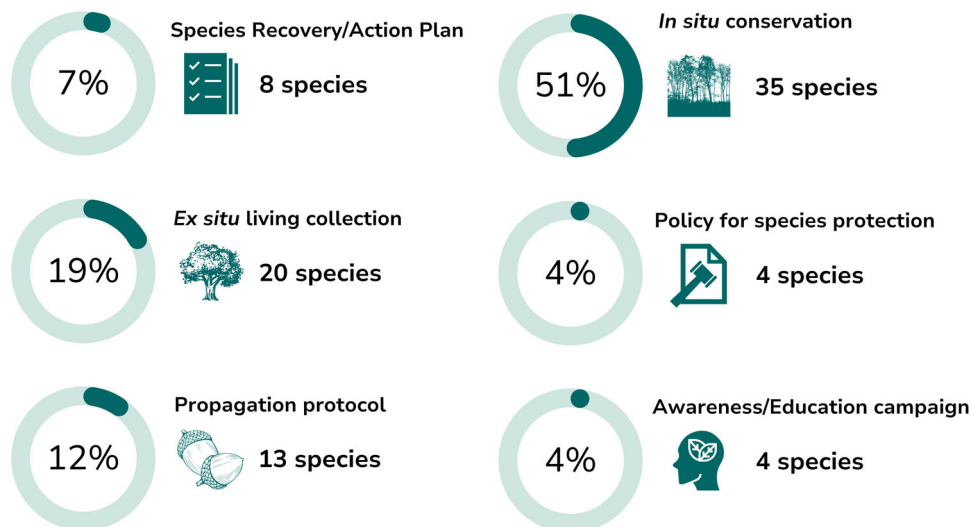 Species Recovery/Action Plan
7%
8 species
In situ conservation
51%
35 species
Ex situ living collection
19%
20 species
Policy for species protection
4%
4 species
Propagation protocol
12%
13 species
Awareness/Education campaign
4%
4 species